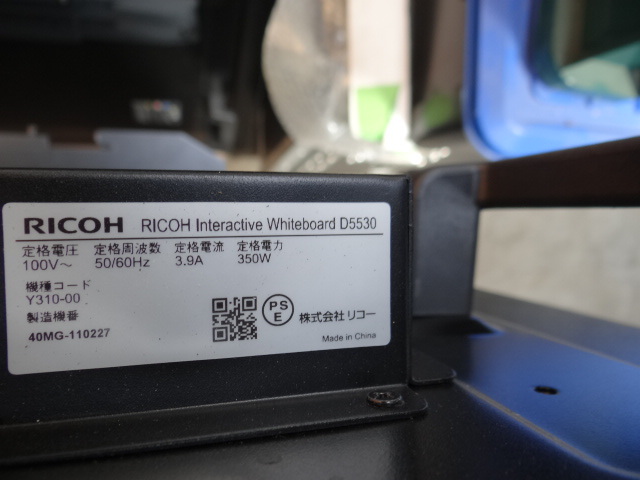 RICOH RICOH Interactive Whiteboard D5530
定格電圧 定格周波数 定格電流 定格電力
100V～ 50/60Hz 3.9A 350W
機種コード
Y310-00
製造機番
40MG-110227
PS
E
株式会社 リコー
Made in China